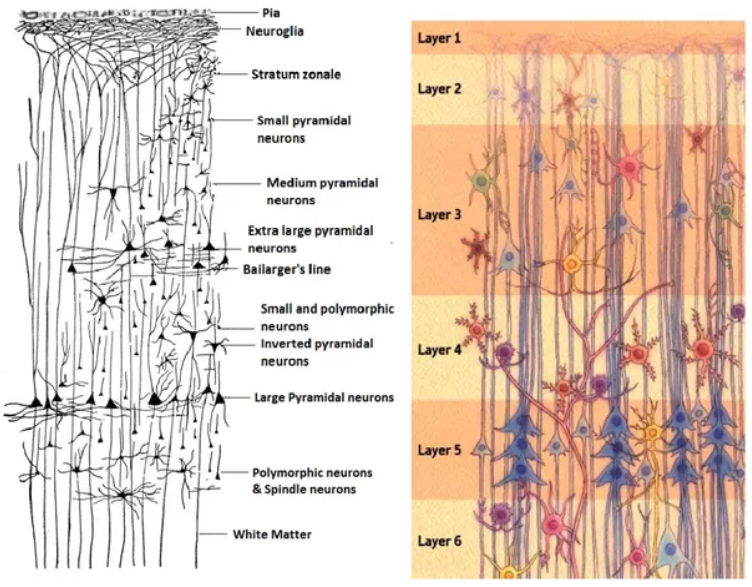 Pia
Neuroglia
Stratum zonale
Small pyramidal
neurons
Medium pyramidal
neurons
Extra large pyramidal
neurons
Bailarger's line
Small and polymorphic
neurons
Inverted pyramidal
neurons
Large Pyramidal neurons
Polymorphic neurons
& Spindle neurons
White Matter
Layer 1
Layer 2
Layer 3
Layer 4
Layer 5
Layer 6